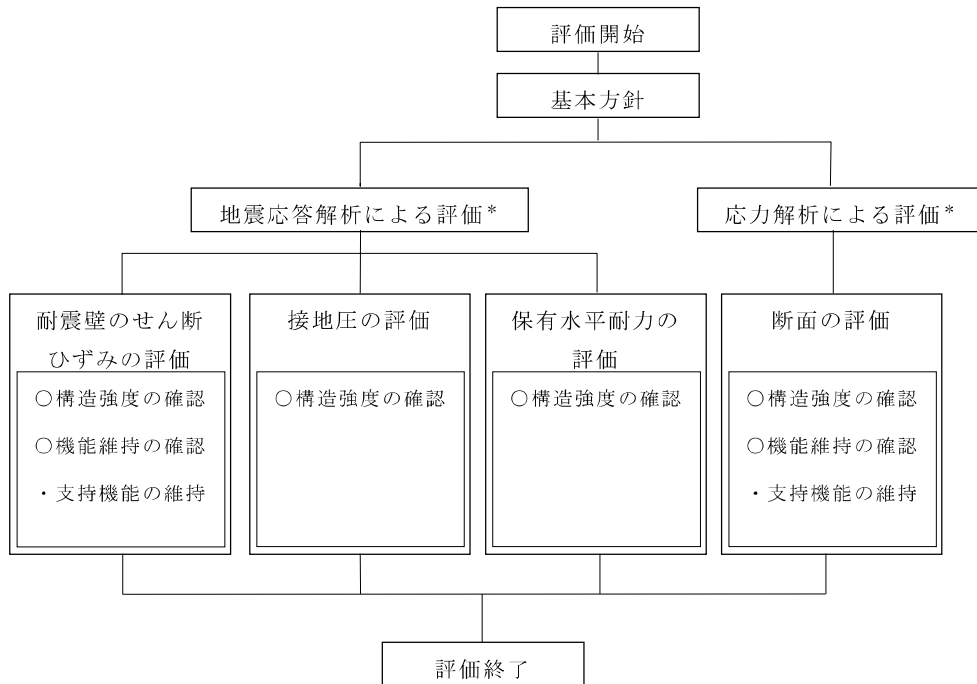 評価開始
基本方針
地震応答解析による評価*
応力解析による評価*
耐震壁のせん断
ひずみの評価
○構造強度の確認
○機能維持の確認
・支持機能の維持
接地圧の評価
○構造強度の確認
保有水平耐力の
評価
○構造強度の確認
断面の評価
○構造強度の確認
○機能維持の確認
・支持機能の維持
評価終了